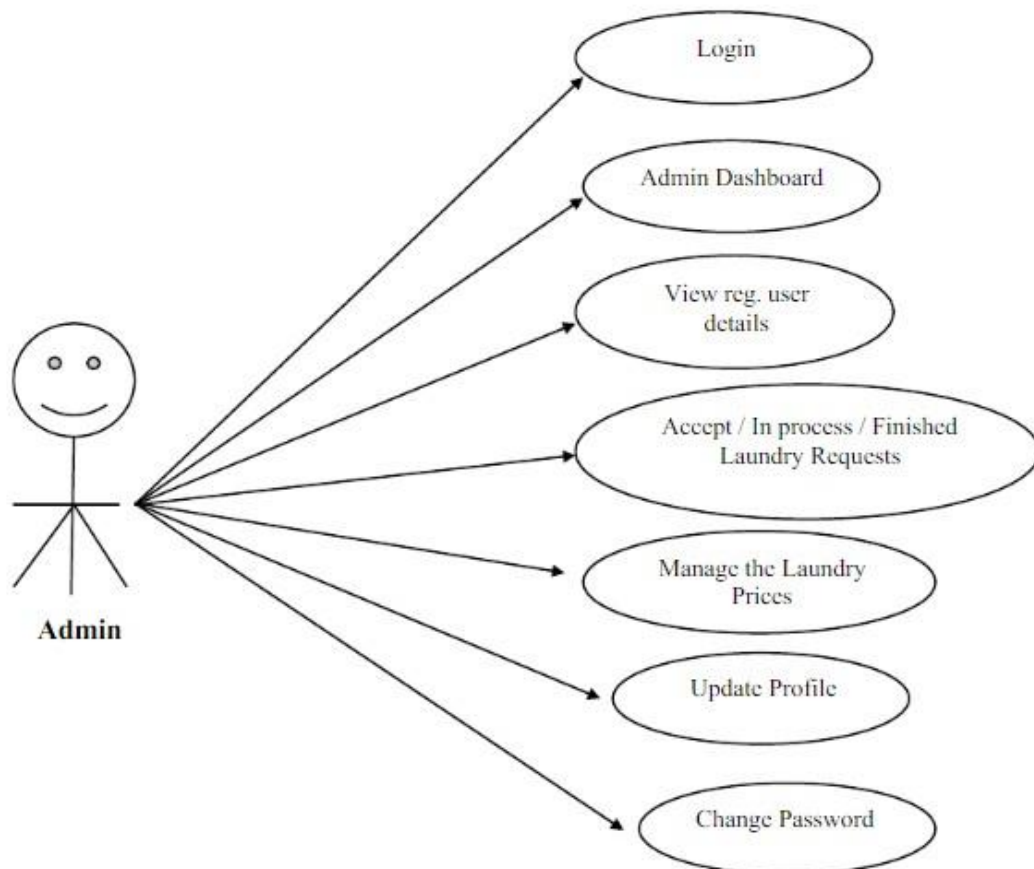 Login
Admin Dashboard
View reg. user
details
Accept / In process / Finished
Laundry Requests
Manage the Laundry
Prices
Update Profile
Change Password
Admin